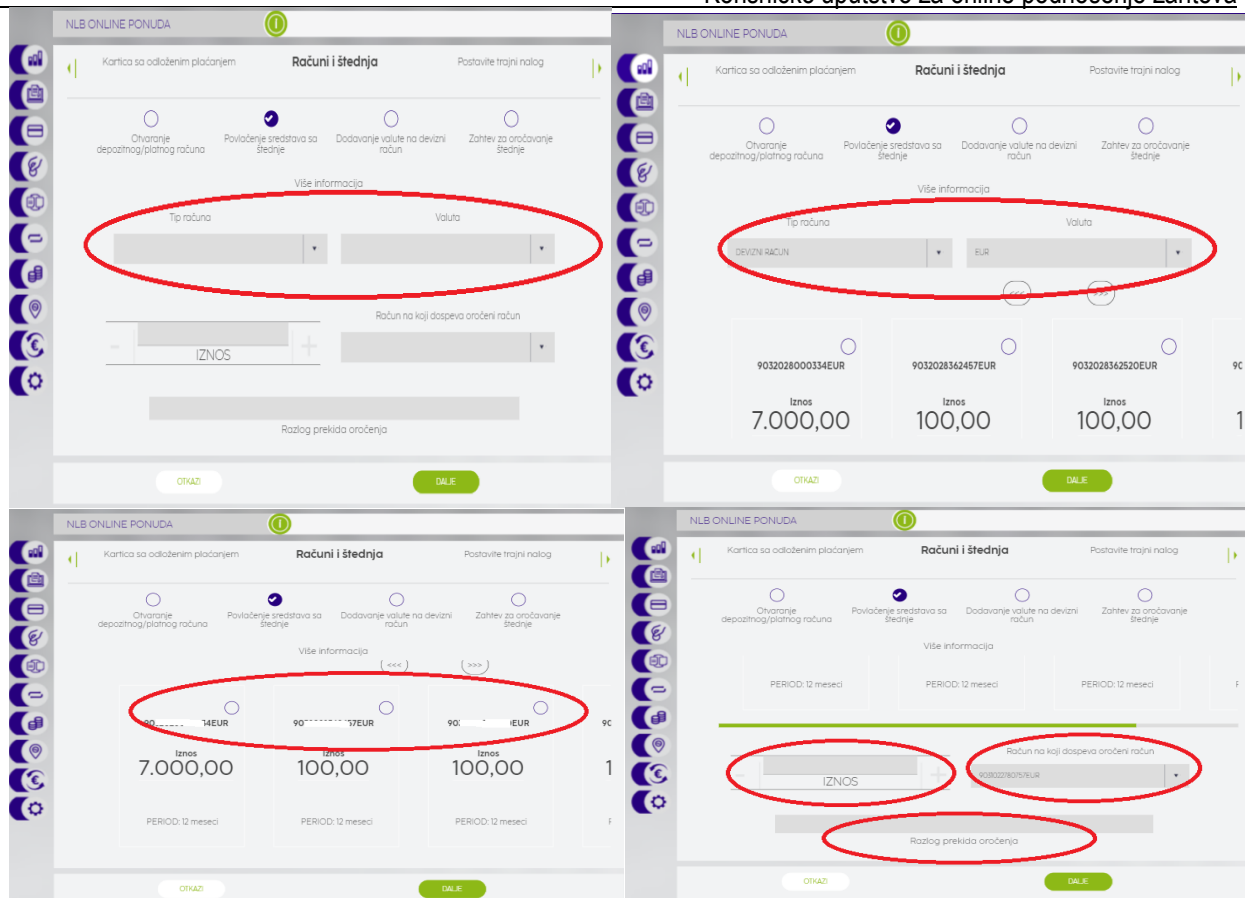 Korisničko uputstvo za online podnošenje zahteva
NLB ONLINE PONUDA
Kartica sa odloženim plaćanjem Računi i štednja Postavite trajni nalog
Otvaranje depozitnog/platnog računa
Povlačenje sredstava sa štednje
Dodavanje valute na devizni račun
Zahtev za oročavanje štednje
Više informacija
Tip računa Valuta
Račun na koji dospeva oročeni račun
- IZNOS +
Razlog prekida oročenja
OTKAŽI DALJE
NLB ONLINE PONUDA
Kartica sa odloženim plaćanjem Računi i štednja Postavite trajni nalog
Otvaranje depozitnog/platnog računa
Povlačenje sredstava sa štednje
Dodavanje valute na devizni račun
Zahtev za oročavanje štednje
Više informacija
Tip računa Valuta
DEVIZNI RAČUN EUR
<<< >>>
9032028000334EUR 9032028362457EUR 9032028362520EUR 90
Iznos Iznos Iznos
7.000,00 100,00 100,00 1
OTKAŽI DALJE
NLB ONLINE PONUDA
Kartica sa odloženim plaćanjem Računi i štednja Postavite trajni nalog
Otvaranje depozitnog/platnog računa
Povlačenje sredstava sa štednje
Dodavanje valute na devizni račun
Zahtev za oročavanje štednje
Više informacija
<<< >>>
90 EUR 90 57EUR 90 EUR 90
Iznos Iznos Iznos
7.000,00 100,00 100,00 1
PERIOD: 12 meseci PERIOD: 12 meseci PERIOD: 12 meseci
OTKAŽI DALJE
NLB ONLINE PONUDA
Kartica sa odloženim plaćanjem Računi i štednja Postavite trajni nalog
Otvaranje depozitnog/platnog računa
Povlačenje sredstava sa štednje
Dodavanje valute na devizni račun
Zahtev za oročavanje štednje
Više informacija
PERIOD: 12 meseci PERIOD: 12 meseci PERIOD: 12 meseci
Račun na koji dospeva oročeni račun
- IZNOS +
Razlog prekida oročenja
OTKAŽI DALJE